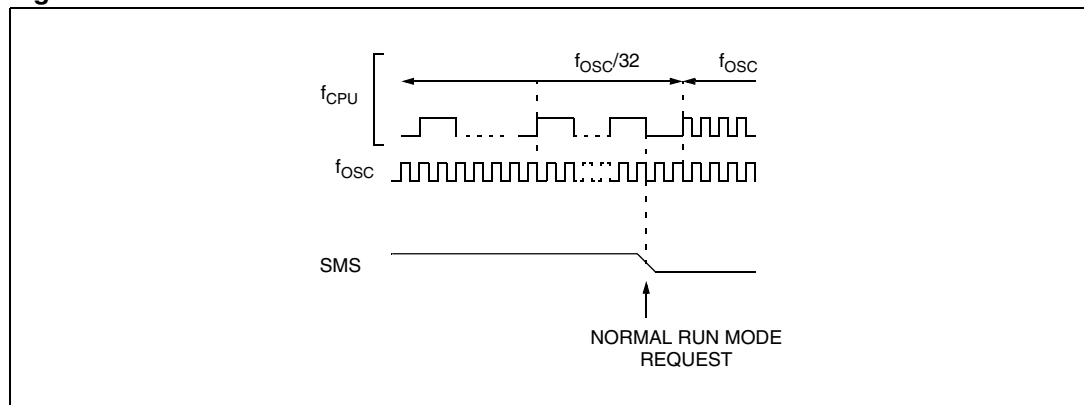 fOSC/32
fOSC
fCPU
fOSC
SMS
NORMAL RUN MODE
REQUEST